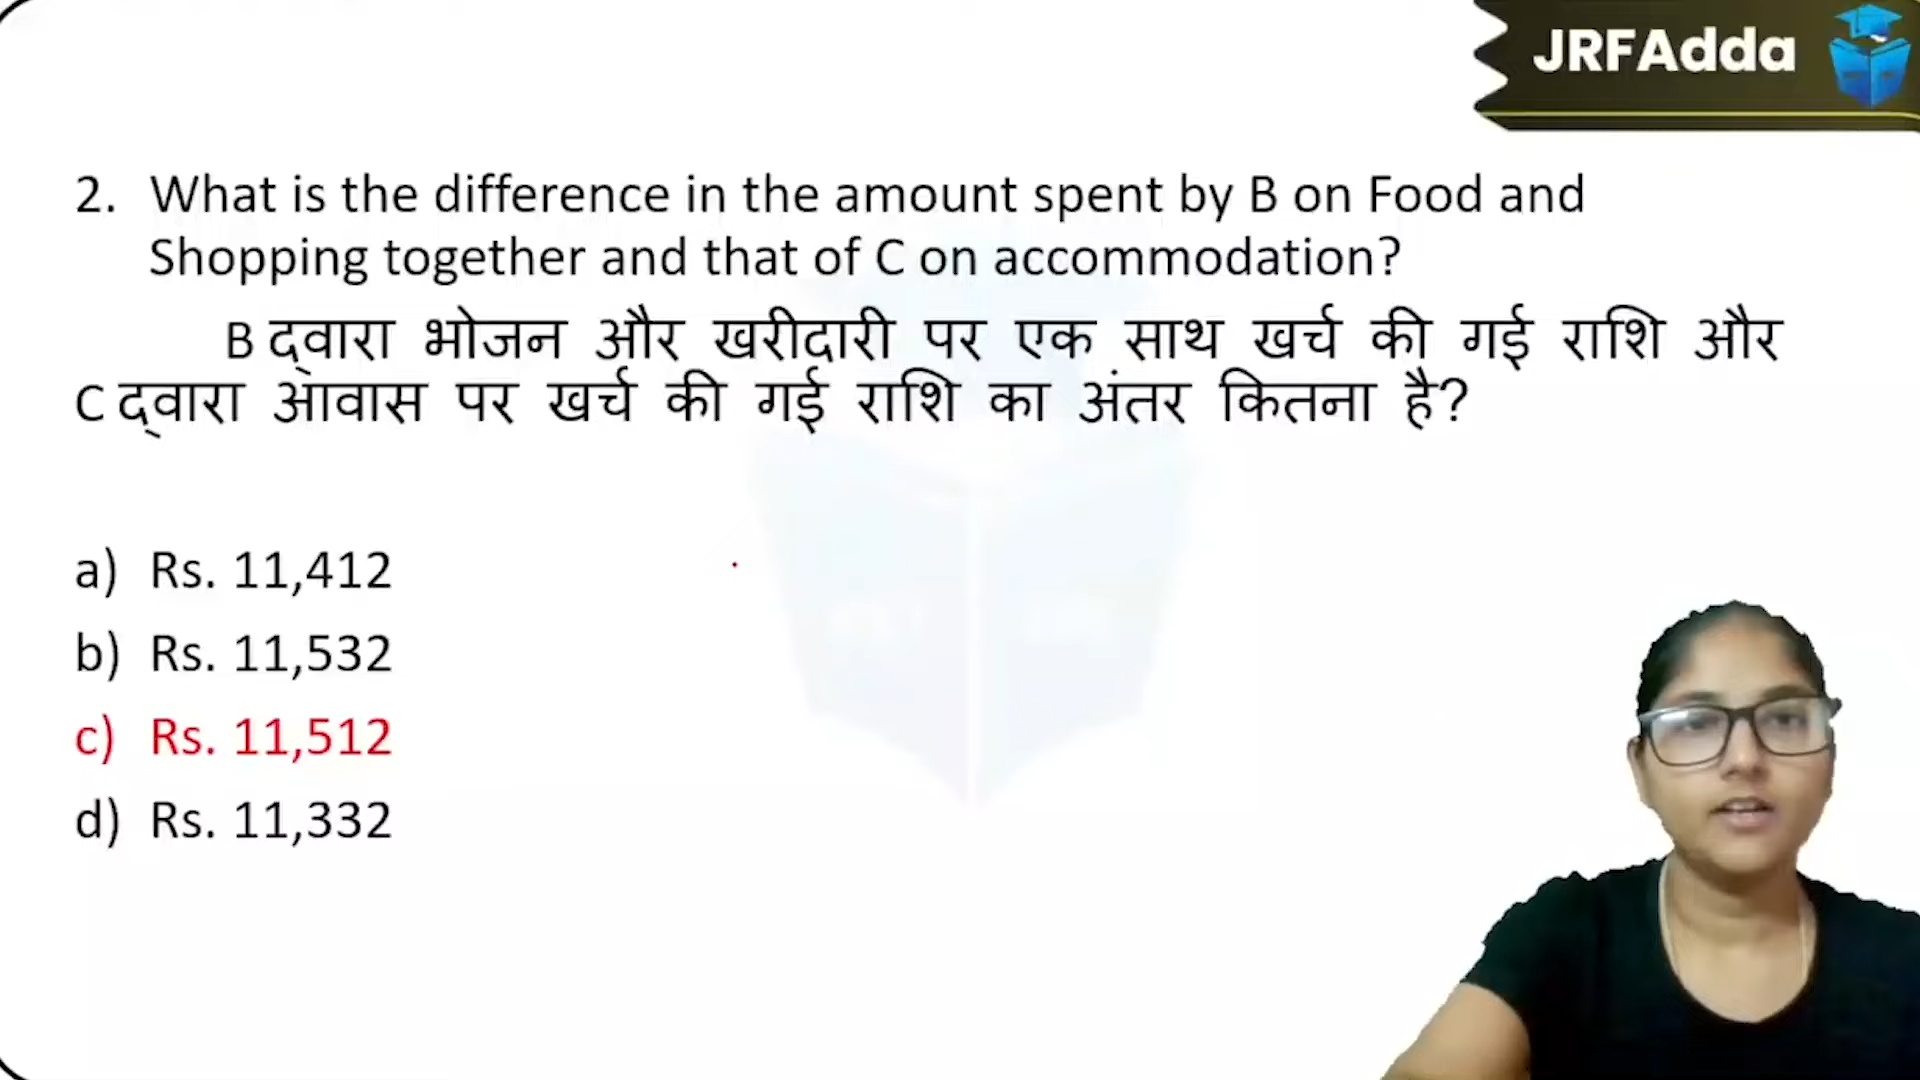 JRFAdda
2. What is the difference in the amount spent by B on Food and
Shopping together and that of C on accommodation?
B द्वारा भोजन और खरीदारी पर एक साथ खर्च की गई राशि और
C द्वारा आवास पर खर्च की गई राशि का अंतर कितना है?
a) Rs. 11,412
b) Rs. 11,532
c) Rs. 11,512
d) Rs. 11,332